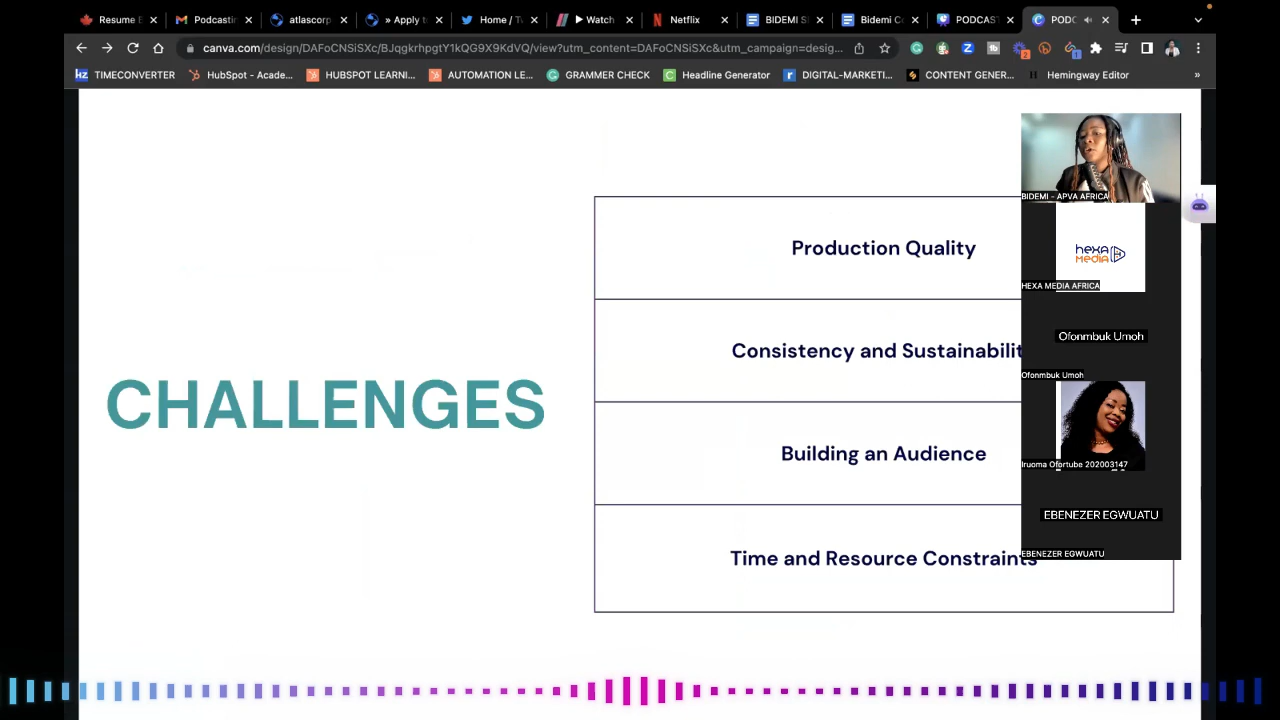 Resume B
Podcastin
atlascorp
» Apply t
Home / Tw
Watch
Netflix
BIDEMI S
Bidemi C
PODCAS
PODC
canva.com/design/DAFoCNSiSXc/BJqgkrhpgtY1kQG9X9KdVQ/view?utm_content=DAFoCNSiSXc&utm_campaign=desig...
TIMECONVERTER
HubSpot - Acade...
HUBSPOT LEARNI...
AUTOMATION LE...
GRAMMER CHECK
Headline Generator
DIGITAL-MARKETI...
CONTENT GENER...
Hemingway Editor
CHALLENGES
Production Quality
Consistency and Sustainabilit
Building an Audience
Time and Resource Constraints
BIDEMI - APVA AFRICA
hexa
media
HEXA MEDIA AFRICA
Ofonmbuk Umoh
Ofonmbuk Umoh
Iruoma Ofortube 202003147
EBENEZER EGWUATU
EBENEZER EGWUATU